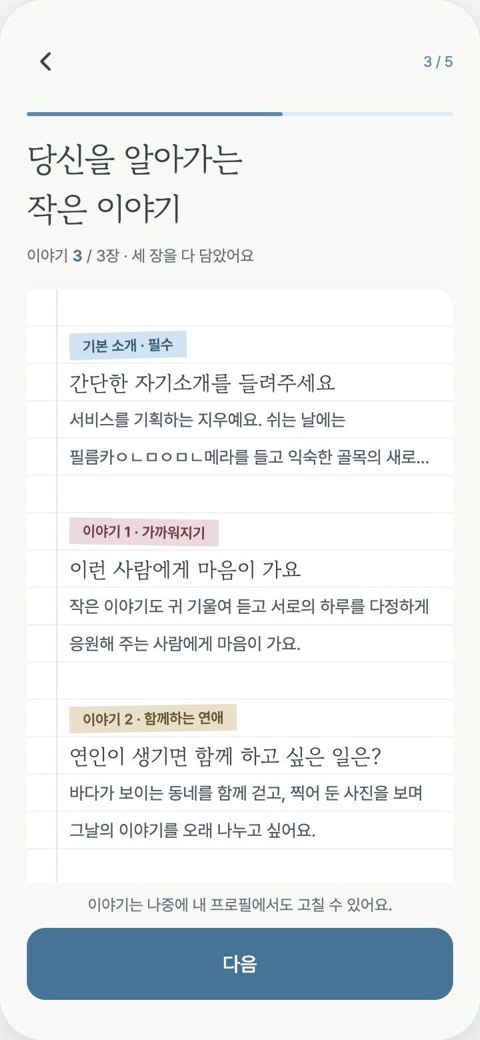 3 / 5
당신을 알아가는
작은 이야기
이야기 3 / 3장 · 세 장을 다 담았어요
기본 소개 · 필수
간단한 자기소개를 들려주세요
서비스를 기획하는 지우예요. 쉬는 날에는
필름카ㅇㄴㅁㅇㅁㄴ메라를 들고 익숙한 골목의 새로...
이야기 1 · 가까워지기
이런 사람에게 마음이 가요
작은 이야기도 귀 기울여 듣고 서로의 하루를 다정하게
응원해 주는 사람에게 마음이 가요.
이야기 2 · 함께하는 연애
연인이 생기면 함께 하고 싶은 일은?
바다가 보이는 동네를 함께 걷고, 찍어 둔 사진을 보며
그날의 이야기를 오래 나누고 싶어요.
이야기는 나중에 내 프로필에서도 고칠 수 있어요.
다음